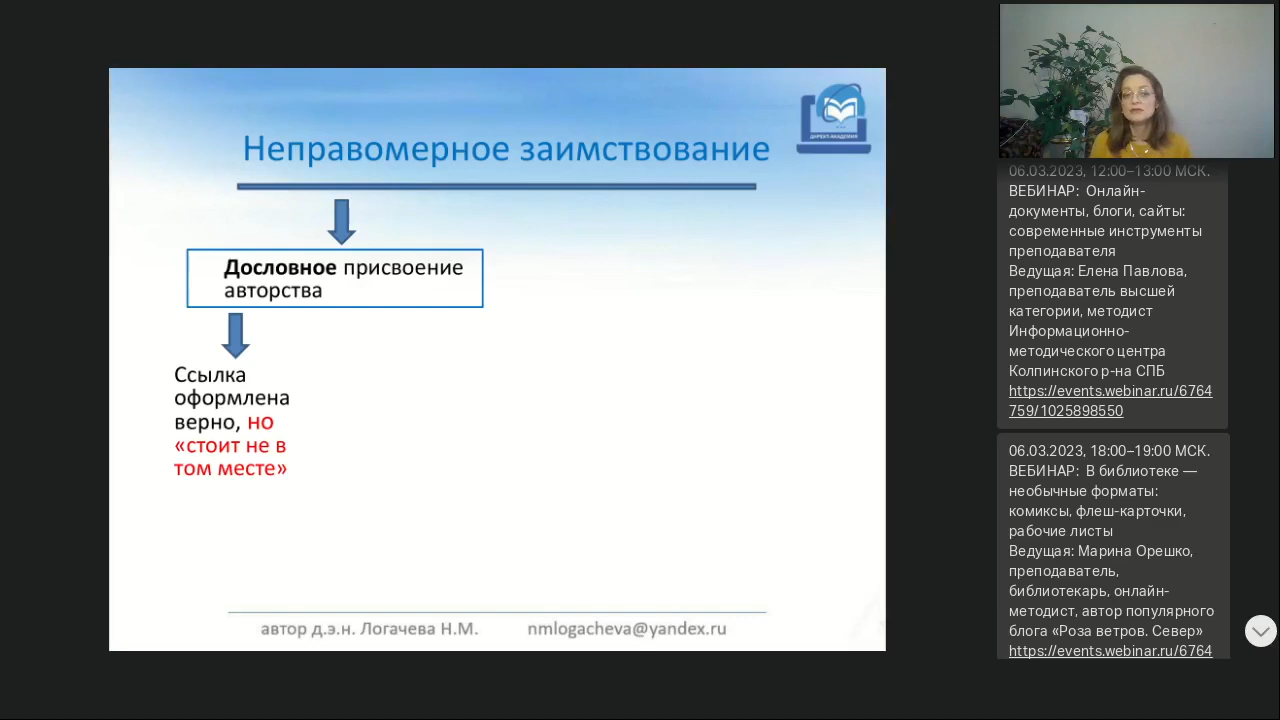 Неправомерное заимствование
ДИРЕКТ-АКАДЕМИЯ
Дословное присвоение
авторства
Ссылка
оформлена
верно, но
«стоит не в
том месте»
автор д.э.н. Логачева Н.М. nmlogacheva@yandex.ru
06.03.2023, 12:00–13:00 МСК.
ВЕБИНАР: Онлайн-
документы, блоги, сайты:
современные инструменты
преподавателя
Ведущая: Елена Павлова,
преподаватель высшей
категории, методист
Информационно-
методического центра
Колпинского р-на СПБ
https://events.webinar.ru/6764
759/1025898550
06.03.2023, 18:00–19:00 МСК.
ВЕБИНАР: В библиотеке —
необычные форматы:
комиксы, флеш-карточки,
рабочие листы
Ведущая: Марина Орешко,
преподаватель,
библиотекарь, онлайн-
методист, автор популярного
блога «Роза ветров. Север»
https://events.webinar.ru/6764